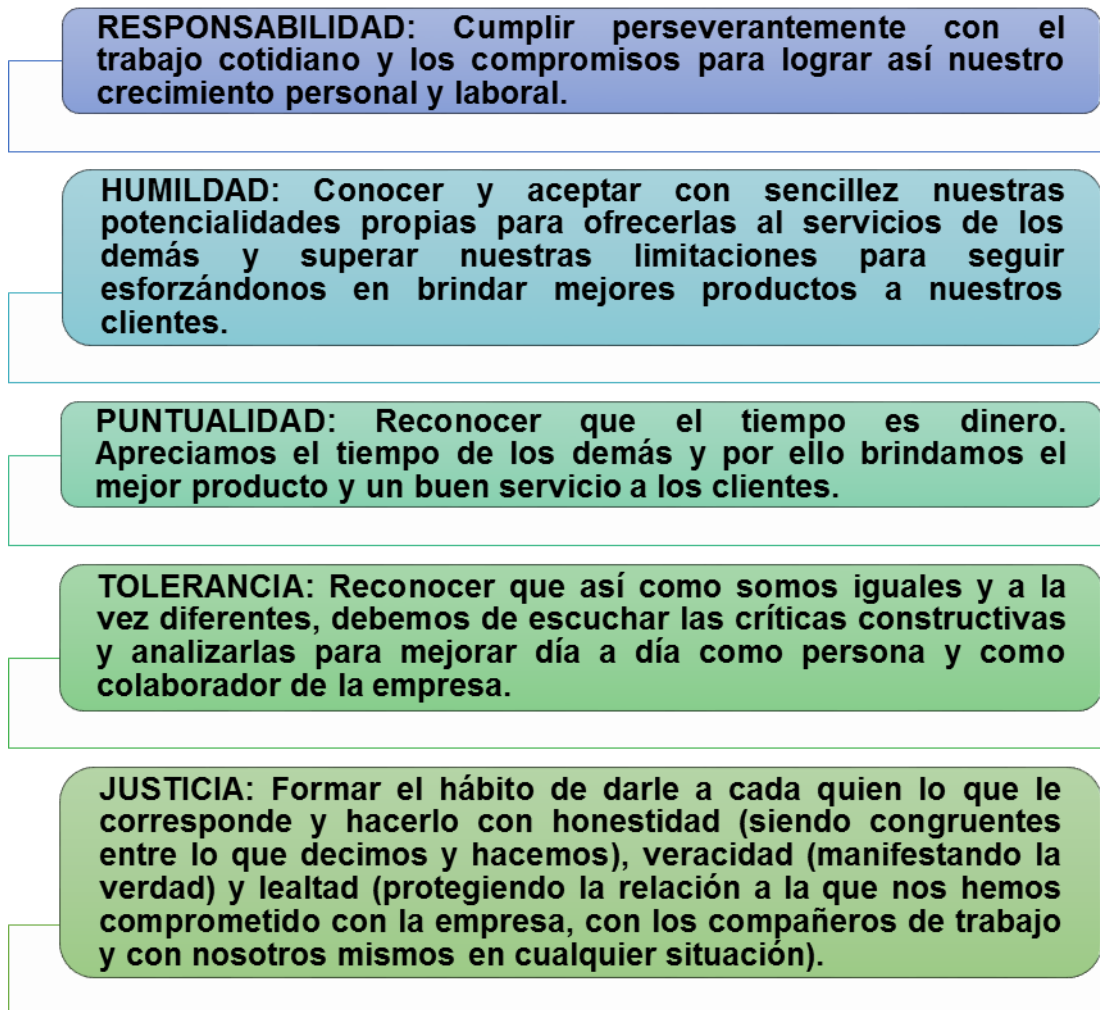 RESPONSABILIDAD: Cumplir perseverantemente con el
trabajo cotidiano y los compromisos para lograr así nuestro
crecimiento personal y laboral.
HUMILDAD: Conocer y aceptar con sencillez nuestras
potencialidades propias para ofrecerlas al servicios de los
demás y superar nuestras limitaciones para seguir
esforzándonos en brindar mejores productos a nuestros
clientes.
PUNTUALIDAD: Reconocer que el tiempo es dinero.
Apreciamos el tiempo de los demás y por ello brindamos el
mejor producto y un buen servicio a los clientes.
TOLERANCIA: Reconocer que así como somos iguales y a la
vez diferentes, debemos de escuchar las críticas constructivas
y analizarlas para mejorar día a día como persona y como
colaborador de la empresa.
JUSTICIA: Formar el hábito de darle a cada quien lo que le
corresponde y hacerlo con honestidad (siendo congruentes
entre lo que decimos y hacemos), veracidad (manifestando la
verdad) y lealtad (protegiendo la relación a la que nos hemos
comprometido con la empresa, con los compañeros de trabajo
y con nosotros mismos en cualquier situación).